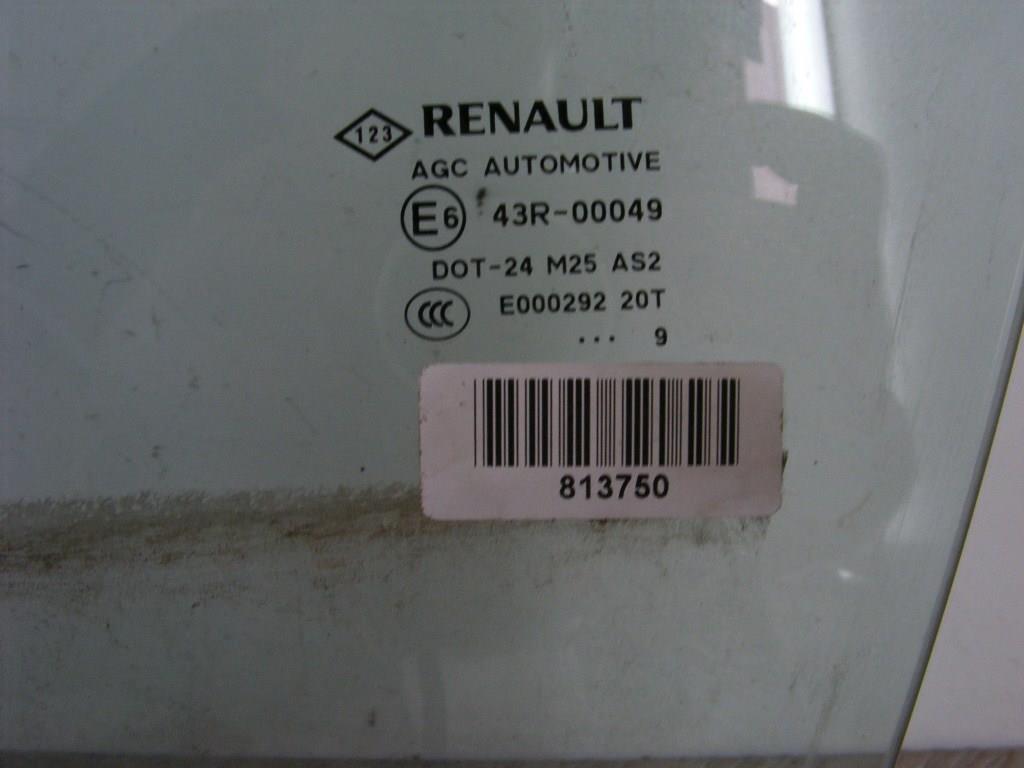 123 RENAULT
AGC AUTOMOTIVE
E6 43R-00049
DOT-24 M25 AS2
CCC E000292 20T
... 9
813750